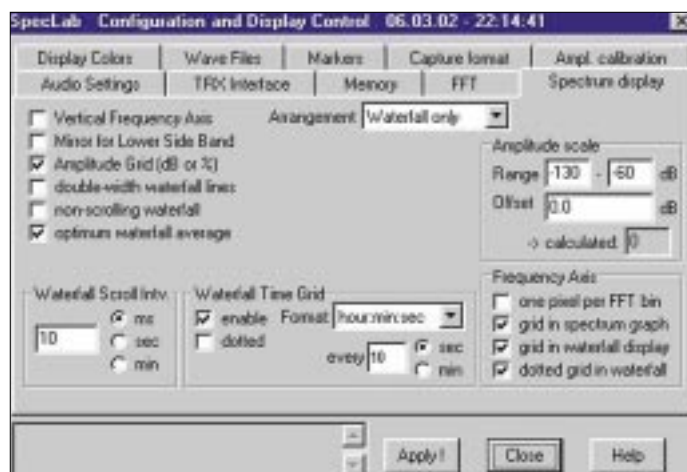 SpecLab Configuration and Display Control 06.03.02 - 22:14:41
Display Colors Wave Files Markers Capture format Ampl. calibration
Audio Settings TRX Interface Memory FFT Spectrum display
Vertical Frequency Axis
Arrangement Waterfall only
Mirror for Lower Side Band
Amplitude Grid (dB or %)
double-width waterfall lines
non-scrolling waterfall
optimum waterfall average
Amplitude scale
Range -130 - -60 dB
Offset 0.0 dB
-> calculated: 0
Waterfall Scroll Intv.
10
ms
sec
min
Waterfall Time Grid
enable Format hour:min:sec
dotted
every 10 sec
min
Frequency Axis
one pixel per FFT bin
grid in spectrum graph
grid in waterfall display
dotted grid in waterfall
Apply! Close Help